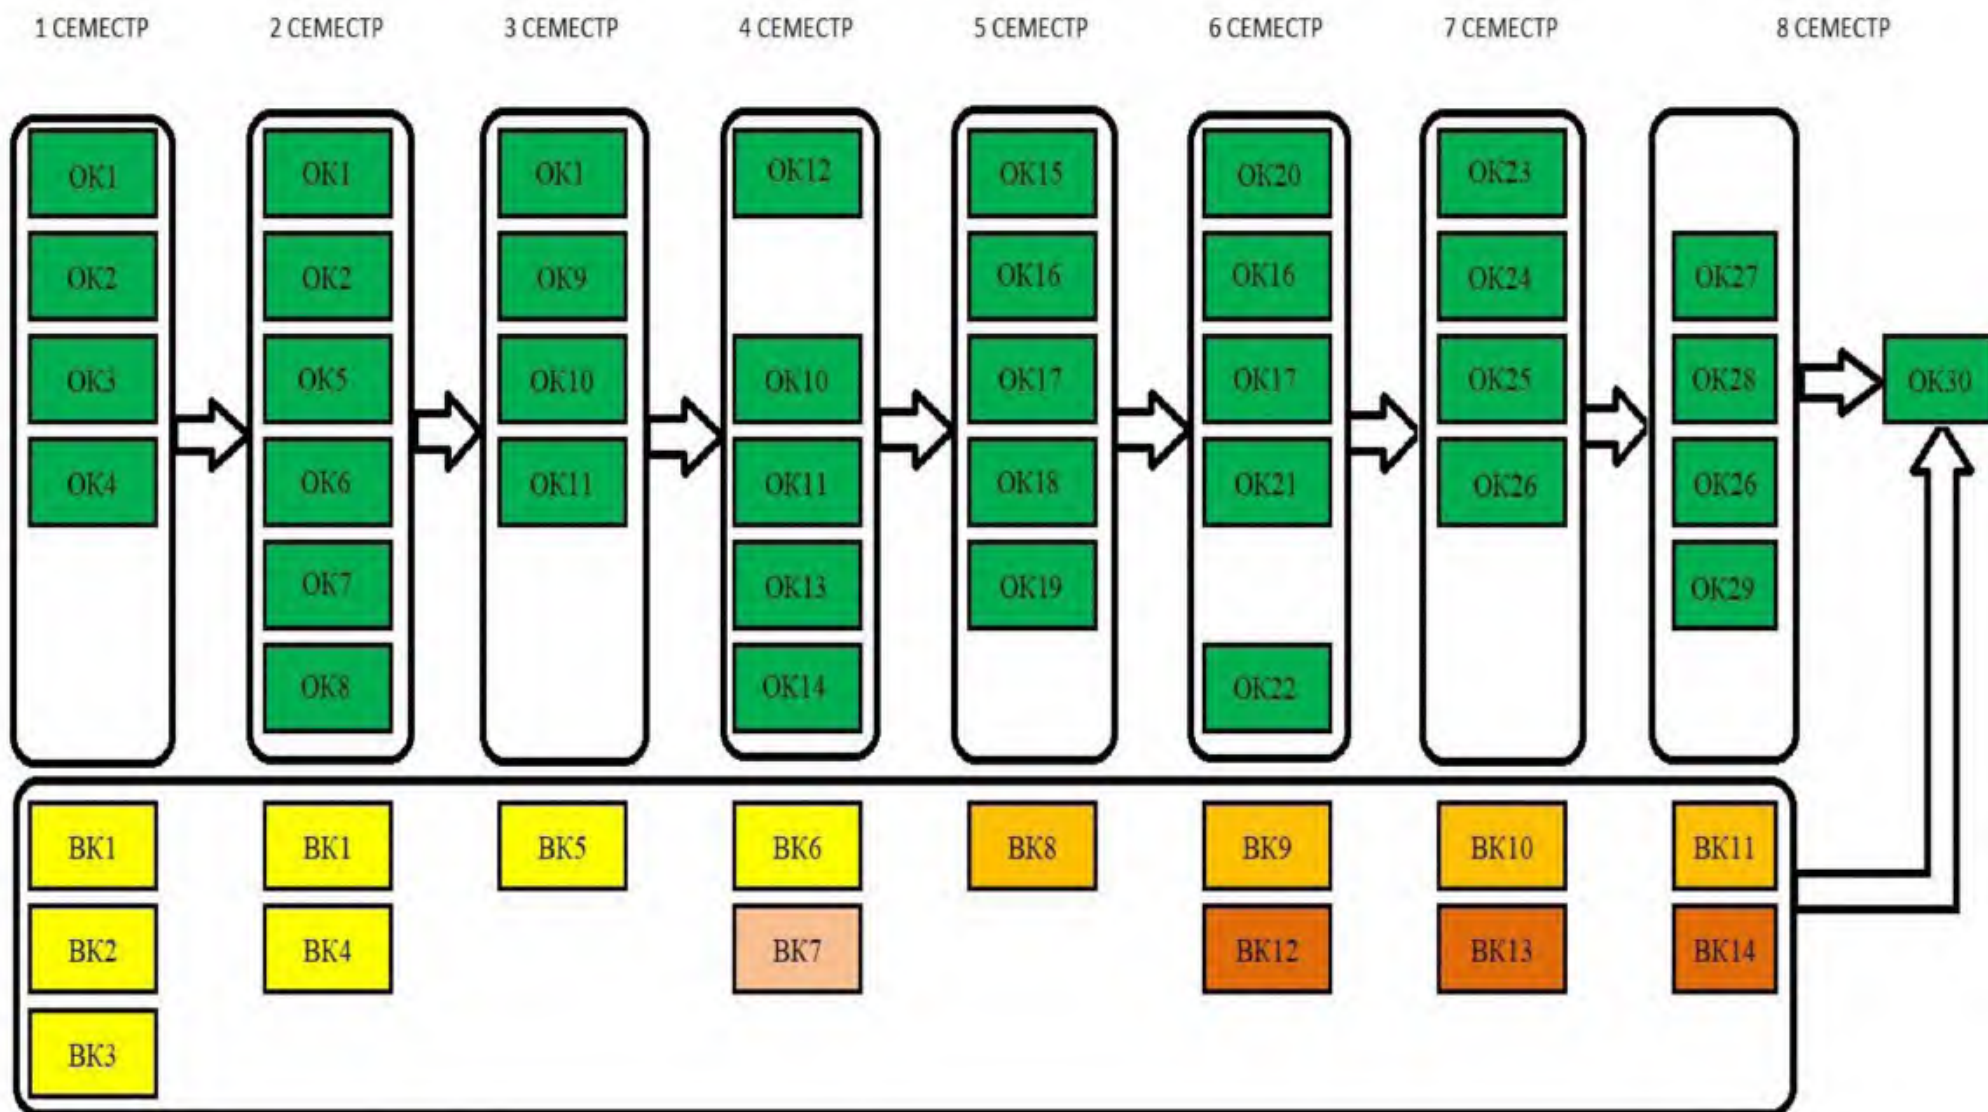 1 СЕМЕСТР 2 СЕМЕСТР 3 СЕМЕСТР 4 СЕМЕСТР 5 СЕМЕСТР 6 СЕМЕСТР 7 СЕМЕСТР 8 СЕМЕСТР
ОК1 ОК1 ОК1 ОК12 ОК15 ОК20 ОК23
ОК2 ОК2 ОК9 ОК16 ОК16 ОК24 ОК27
ОК3 ОК5 ОК10 ОК10 ОК17 ОК17 ОК25 ОК28 ОК30
ОК4 ОК6 ОК11 ОК11 ОК18 ОК21 ОК26 ОК26
ОК7 ОК13 ОК19 ОК29
ОК8 ОК14 ОК22
ВК1 ВК1 ВК5 ВК6 ВК8 ВК9 ВК10 ВК11
ВК2 ВК4 ВК7 ВК12 ВК13 ВК14
ВК3